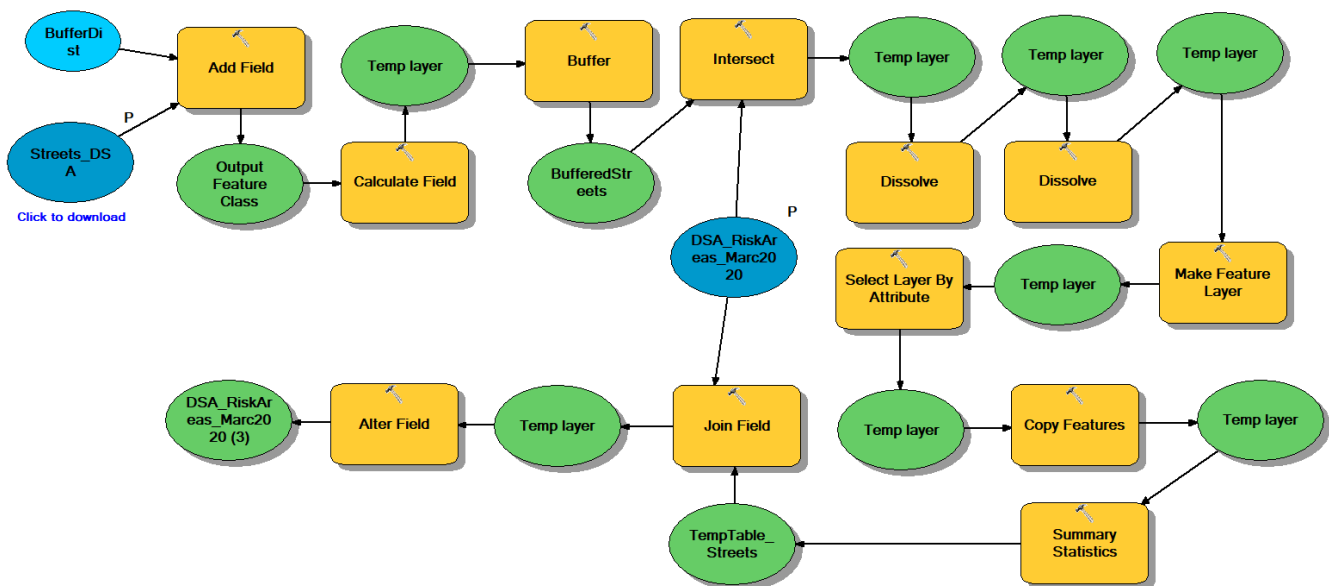 BufferDi
st
Add Field
P
Streets_DS
A
Click to download
Output
Feature
Class
Calculate Field
Temp layer
Buffer
BufferedStre
ets
Intersect
P
DSA_RiskAr
eas_Marc20
20
Temp layer
Dissolve
Temp layer
Dissolve
Temp layer
Make Feature
Layer
Temp layer
Select Layer By
Attribute
Temp layer
Copy Features
Temp layer
Summary
Statistics
TempTable_
Streets
Join Field
Temp layer
Alter Field
DSA_RiskAr
eas_Marc20
20 (3)